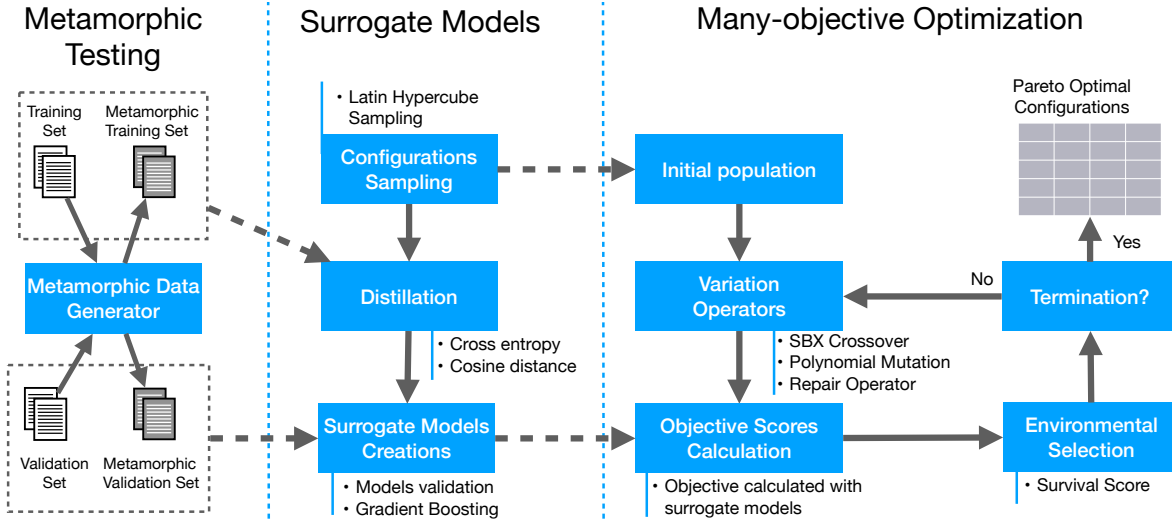 Metamorphic
Testing
Surrogate Models
Many-objective Optimization
Training
Set
Metamorphic
Training Set
Metamorphic Data
Generator
Validation
Set
Metamorphic
Validation Set
• Latin Hypercube
Sampling
Configurations
Sampling
Distillation
• Cross entropy
• Cosine distance
Surrogate Models
Creations
• Models validation
• Gradient Boosting
Initial population
Variation
Operators
• SBX Crossover
• Polynomial Mutation
• Repair Operator
Objective Scores
Calculation
• Objective calculated with
surrogate models
Pareto Optimal
Configurations
Yes
No
Termination?
Environmental
Selection
• Survival Score